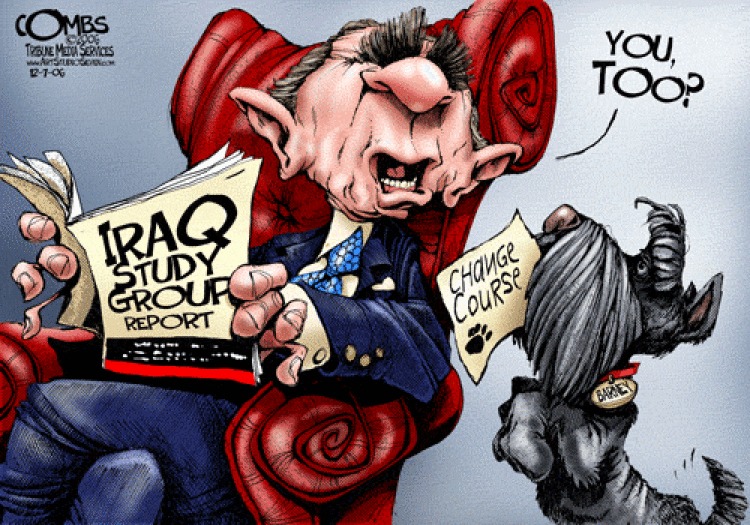 COMBS
©2006
TRIBUNE MEDIA SERVICES
12-7-06
YOU,
TOO?
IRAQ
STUDY
GROUP
REPORT
CHANGE
COURSE
BARNEY